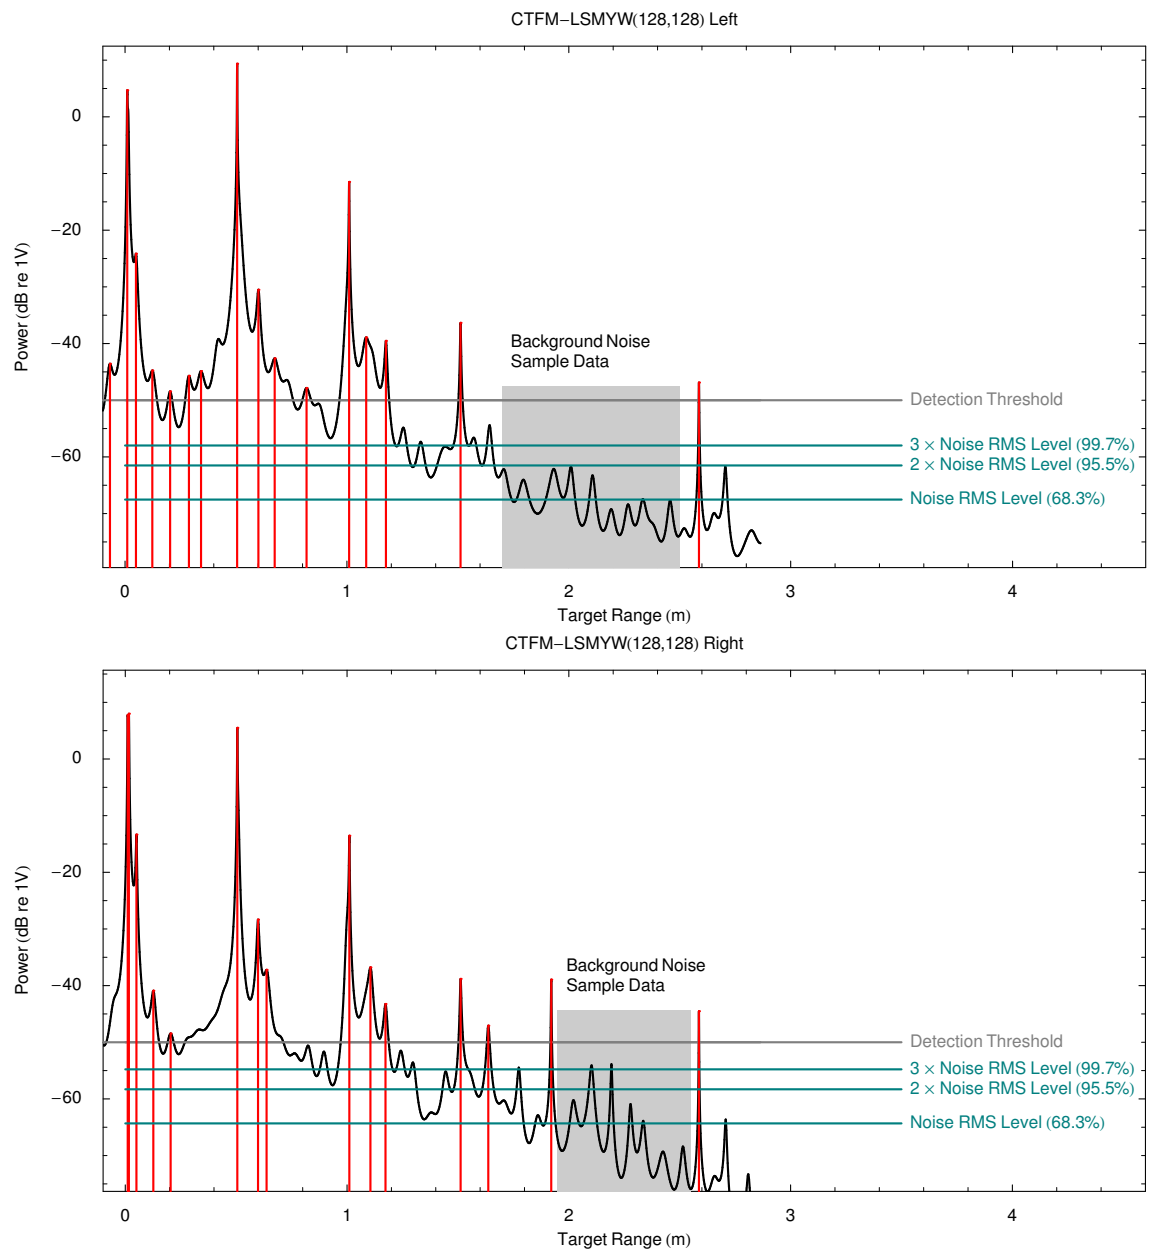 CTFM−LSMYW(128,128) Left
0
−20
−40
−60
Power (dB re 1V)
Background Noise
Sample Data
Detection Threshold
3 × Noise RMS Level (99.7%)
2 × Noise RMS Level (95.5%)
Noise RMS Level (68.3%)
0 1 2 3 4
Target Range (m)
CTFM−LSMYW(128,128) Right
0
−20
−40
−60
Power (dB re 1V)
Background Noise
Sample Data
Detection Threshold
3 × Noise RMS Level (99.7%)
2 × Noise RMS Level (95.5%)
Noise RMS Level (68.3%)
0 1 2 3 4
Target Range (m)